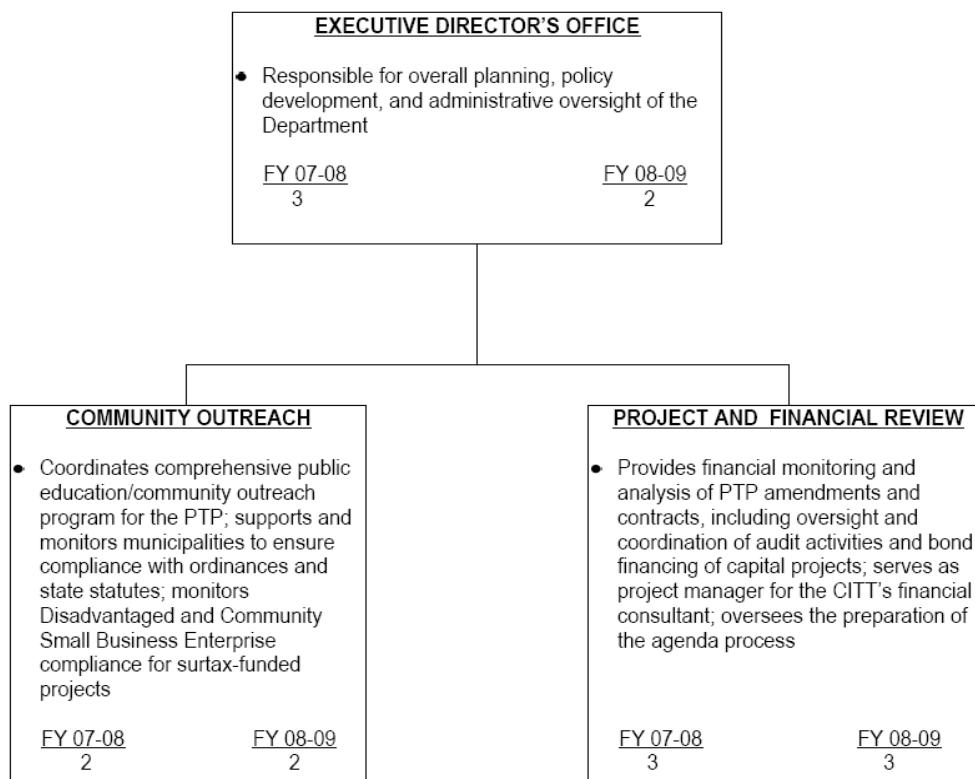 EXECUTIVE DIRECTOR'S OFFICE
• Responsible for overall planning, policy
development, and administrative oversight of the
Department
FY 07-08 FY 08-09
3 2
COMMUNITY OUTREACH
• Coordinates comprehensive public
education/community outreach
program for the PTP; supports and
monitors municipalities to ensure
compliance with ordinances and
state statutes; monitors
Disadvantaged and Community
Small Business Enterprise
compliance for surtax-funded
projects
FY 07-08 FY 08-09
2 2
PROJECT AND FINANCIAL REVIEW
• Provides financial monitoring and
analysis of PTP amendments and
contracts, including oversight and
coordination of audit activities and bond
financing of capital projects; serves as
project manager for the CITT's financial
consultant; oversees the preparation of
the agenda process
FY 07-08 FY 08-09
3 3